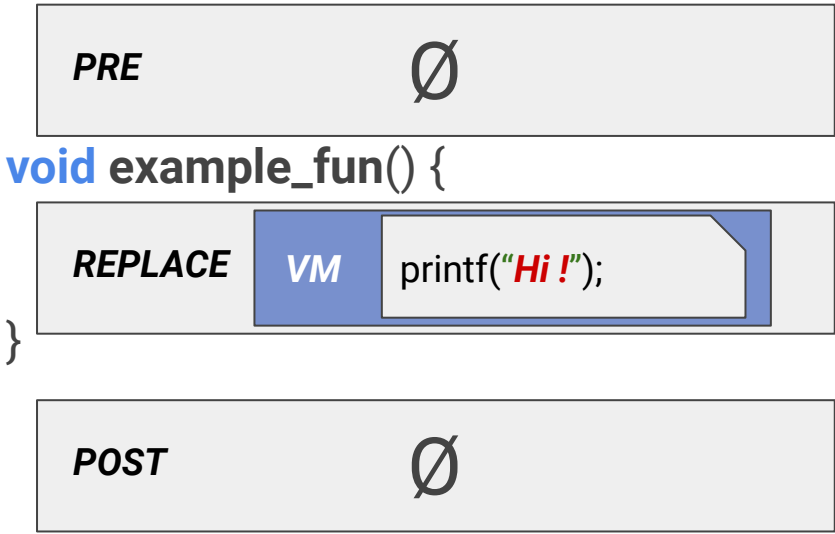 PRE Ø
void example_fun() {
REPLACE VM printf(“Hi !”);
}
POST Ø